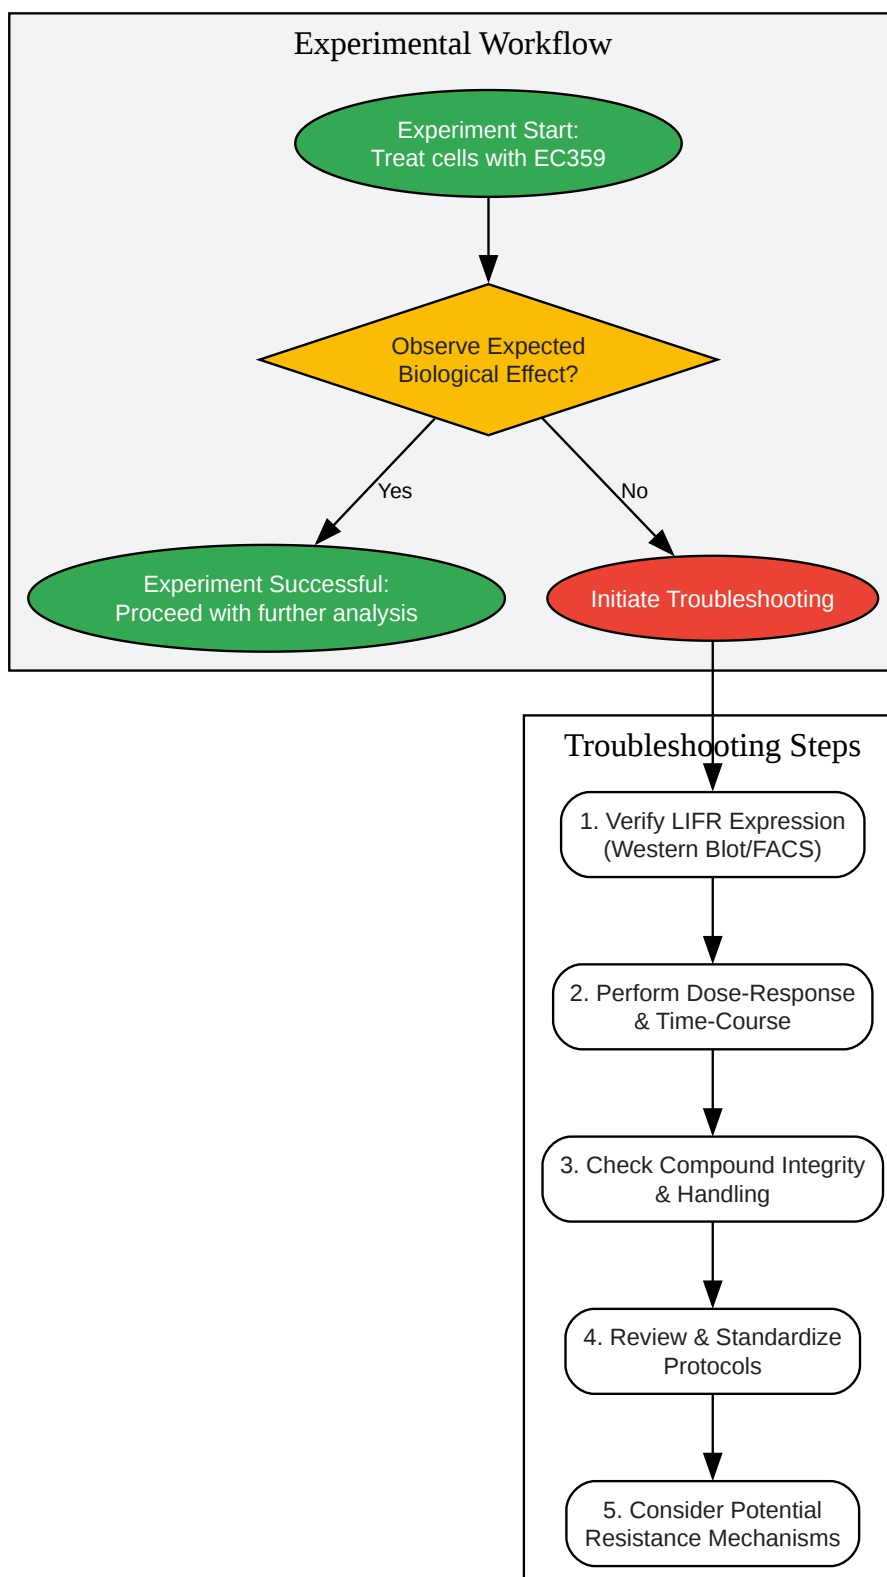 Experimental Workflow
Experiment Start:
Treat cells with EC359
Observe Expected
Biological Effect?
Yes
No
Experiment Successful:
Proceed with further analysis
Initiate Troubleshooting
Troubleshooting Steps
1. Verify LIFR Expression
(Western Blot/FACS)
2. Perform Dose-Response
& Time-Course
3. Check Compound Integrity
& Handling
4. Review & Standardize
Protocols
5. Consider Potential
Resistance Mechanisms